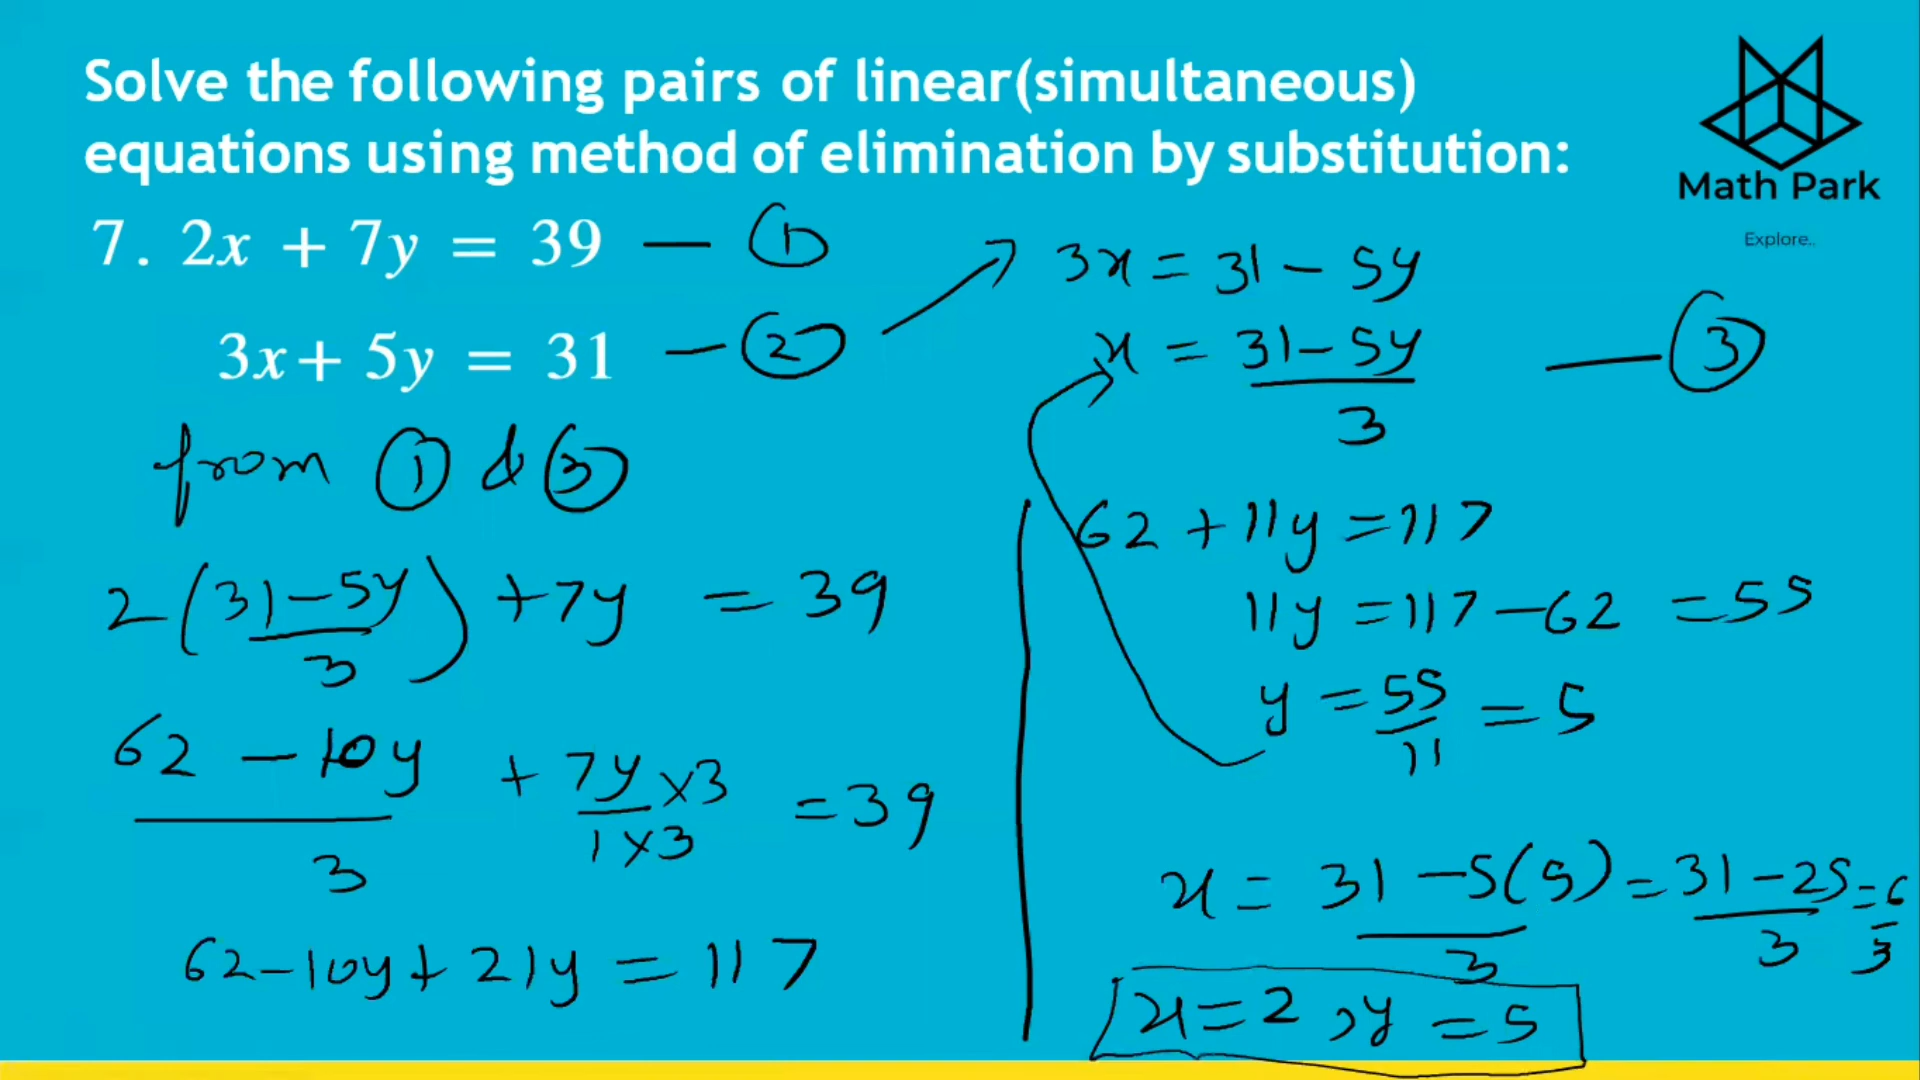 Solve the following pairs of linear(simultaneous)
equations using method of elimination by substitution:
Math Park
Explore..
7. 2x + 7y = 39 — ①
3x+ 5y = 31 — ②
3x = 31 - 5y
x = 31-5y / 3 — ③
from ① & ③
2(31-5y / 3) +7y = 39
62 - 10y / 3 + 7y×3 / 1×3 = 39
62-10y+21y = 117
62 + 11y = 117
11y = 117 - 62 = 55
y = 55 / 11 = 5
x = 31 - 5(5) / 3 = 31 - 25 / 3 = 6 / 3
x = 2, y = 5